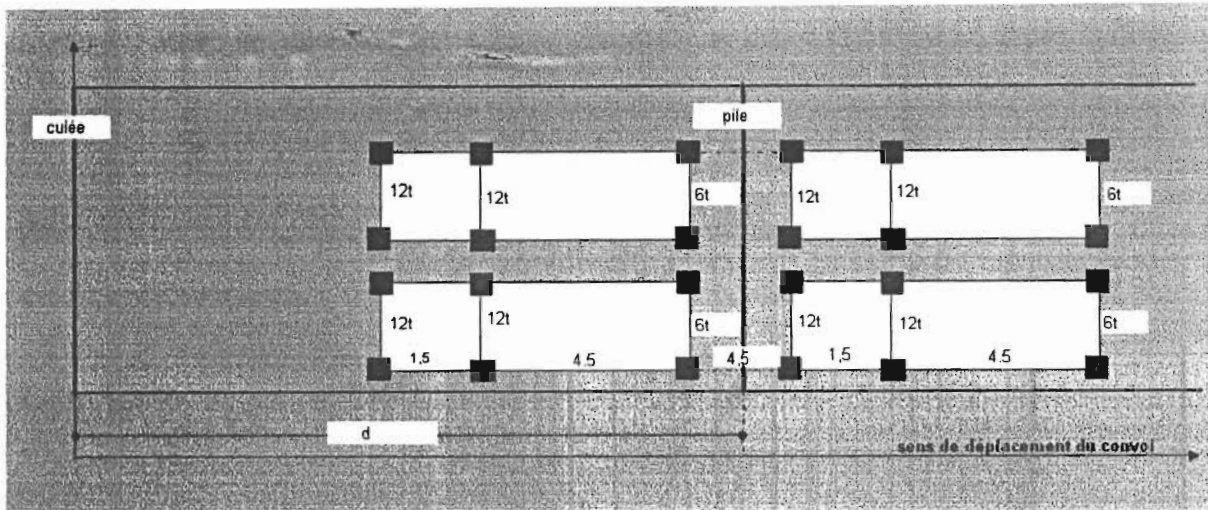 culée
pile
12t 12t 6t 12t 12t 6t
12t 12t 6t 12t 12t 6t
1,5 4.5 4,5 1,5 4.5
d
sens de déplacement du convoi